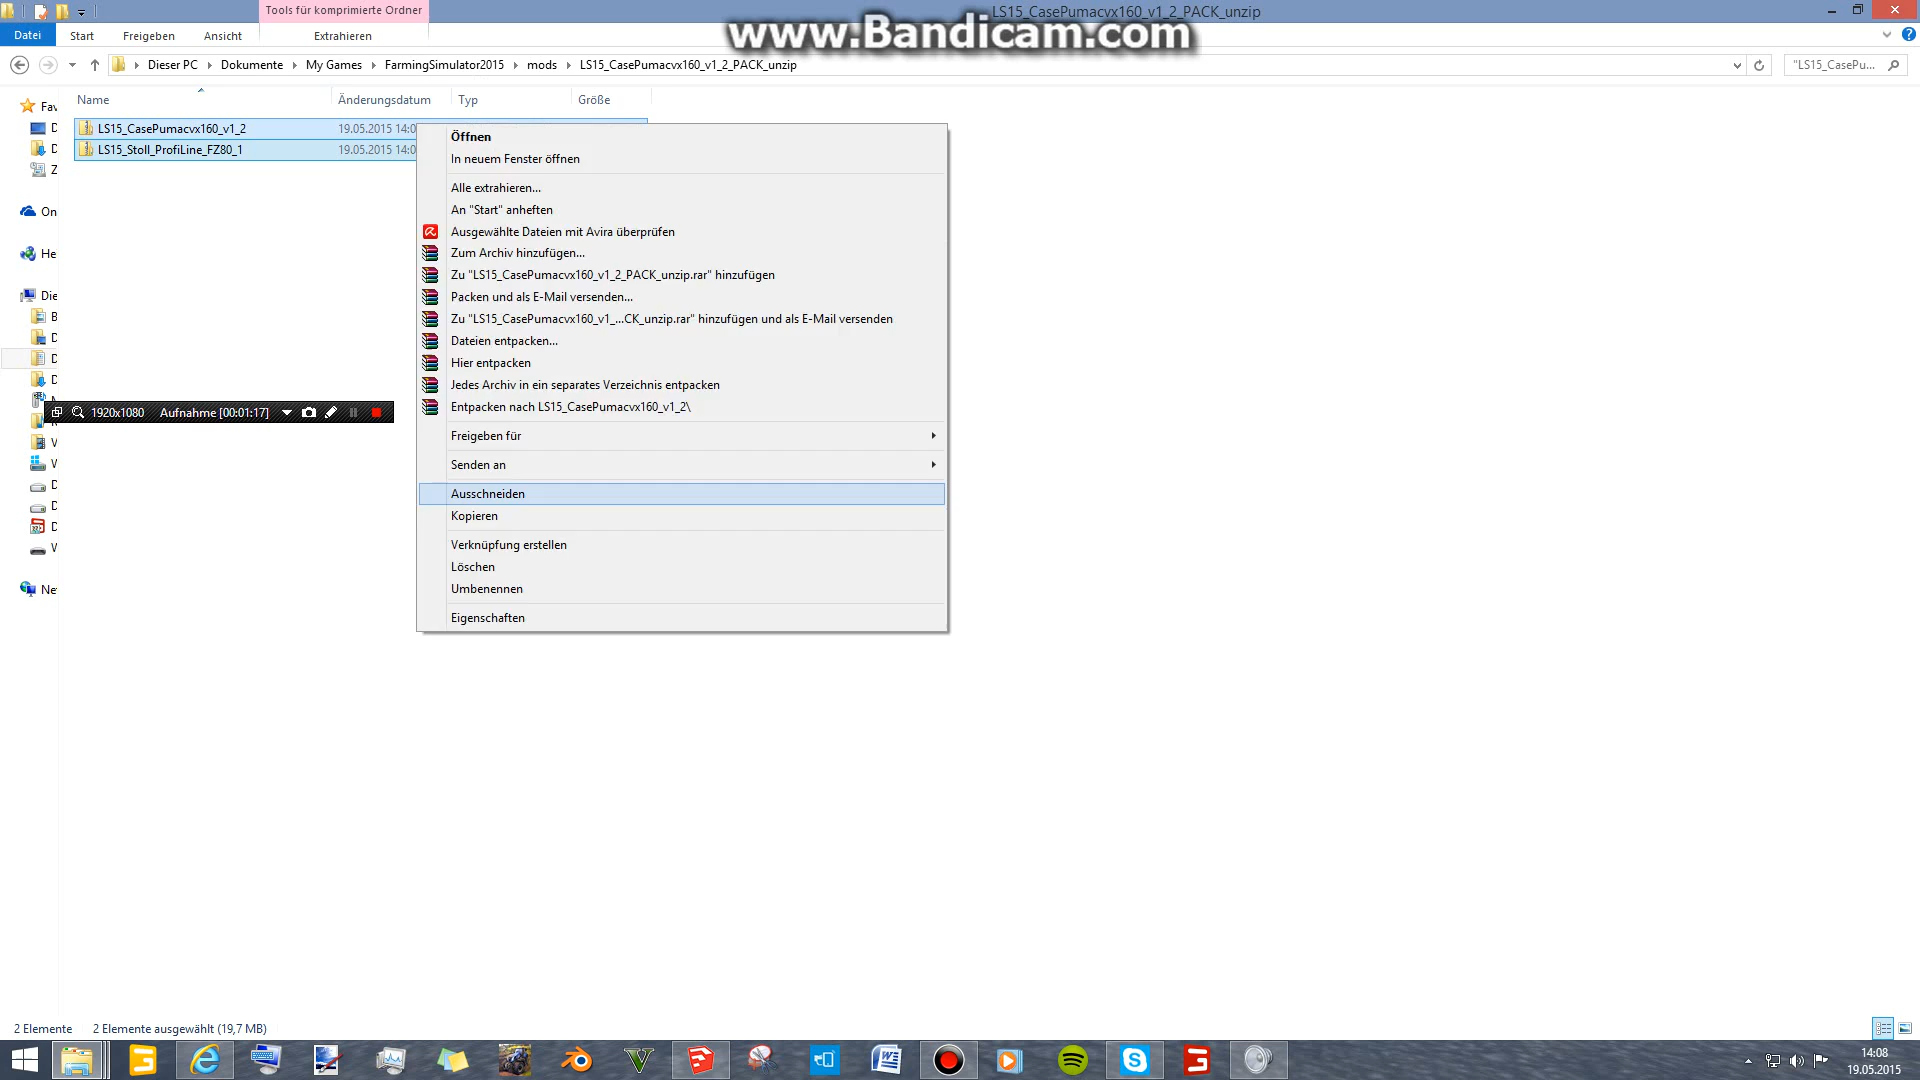 Tools für komprimierte Ordner
LS15_CasePumacvx160_v1_2_PACK_unzip
www.Bandicam.com
Datei Start Freigeben Ansicht Extrahieren
Dieser PC Dokumente My Games FarmingSimulator2015 mods LS15_CasePumacvx160_v1_2_PACK_unzip
"LS15_CasePu...
Name Änderungsdatum Typ Größe
Fav
LS15_CasePumacvx160_v1_2 19.05.2015 14:0
D
LS15_Stoll_ProfiLine_FZ80_1 19.05.2015 14:0
D
Z
On
He
Die
B
D
D
D
V
W
D
D
D
W
Ne
Öffnen
In neuem Fenster öffnen
Alle extrahieren...
An "Start" anheften
Ausgewählte Dateien mit Avira überprüfen
Zum Archiv hinzufügen...
Zu "LS15_CasePumacvx160_v1_2_PACK_unzip.rar" hinzufügen
Packen und als E-Mail versenden...
Zu "LS15_CasePumacvx160_v1_...CK_unzip.rar" hinzufügen und als E-Mail versenden
Dateien entpacken...
Hier entpacken
Jedes Archiv in ein separates Verzeichnis entpacken
Entpacken nach LS15_CasePumacvx160_v1_2\
Freigeben für
Senden an
Ausschneiden
Kopieren
Verknüpfung erstellen
Löschen
Umbenennen
Eigenschaften
1920x1080 Aufnahme [00:01:17]
2 Elemente 2 Elemente ausgewählt (19,7 MB)
14:08
19.05.2015